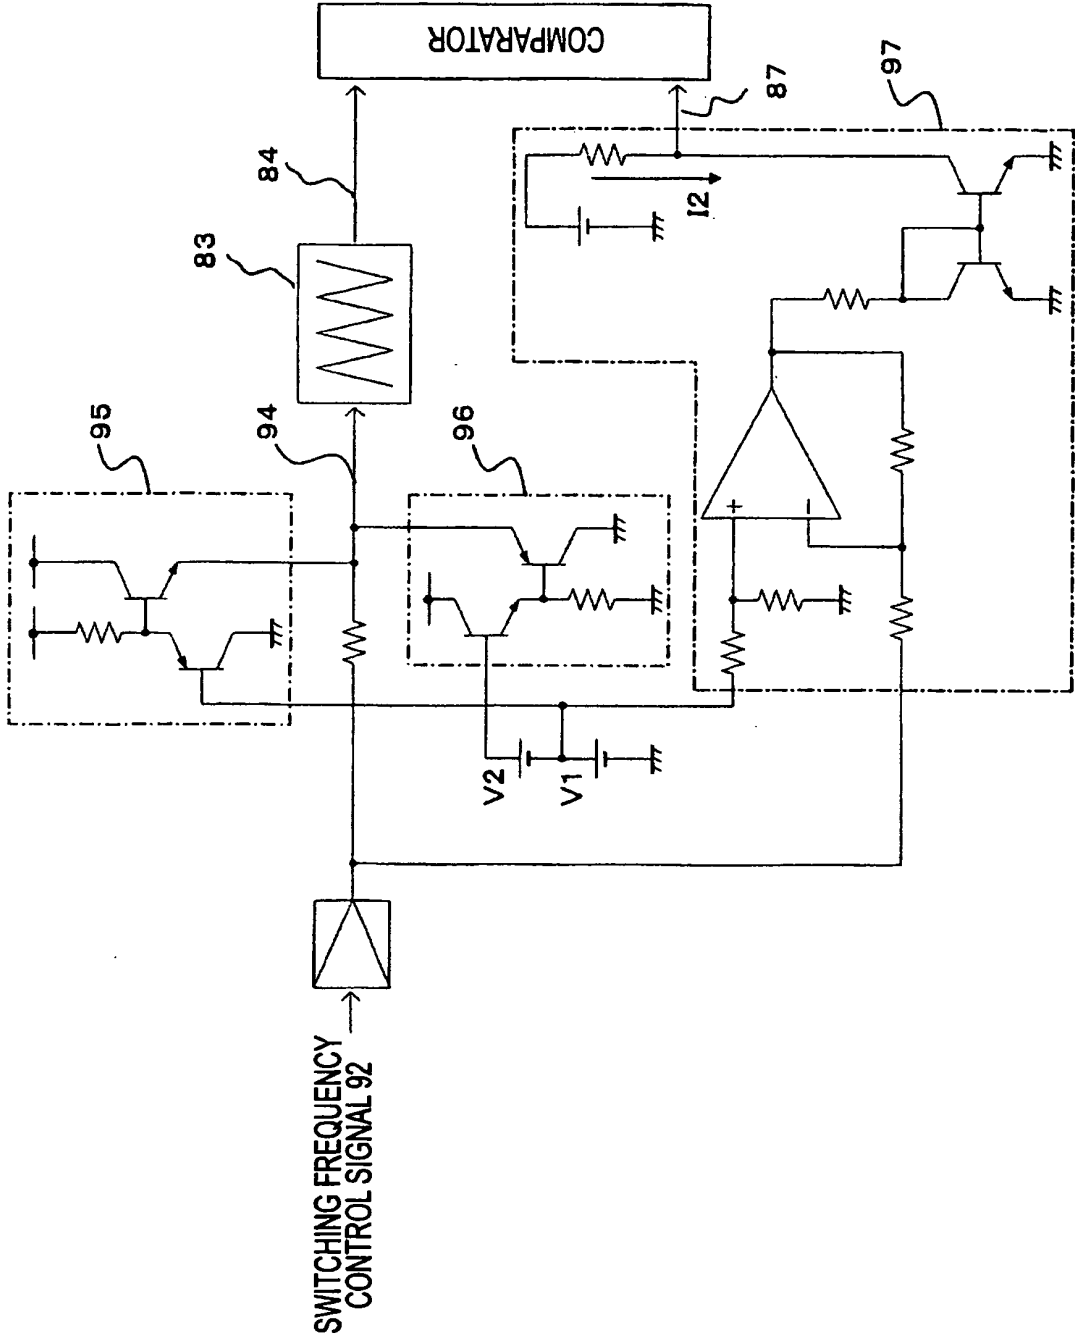 COMPARATOR
84
87
97
83
I2
95
94
96
+
−
V2
V1
SWITCHING FREQUENCY
CONTROL SIGNAL 92